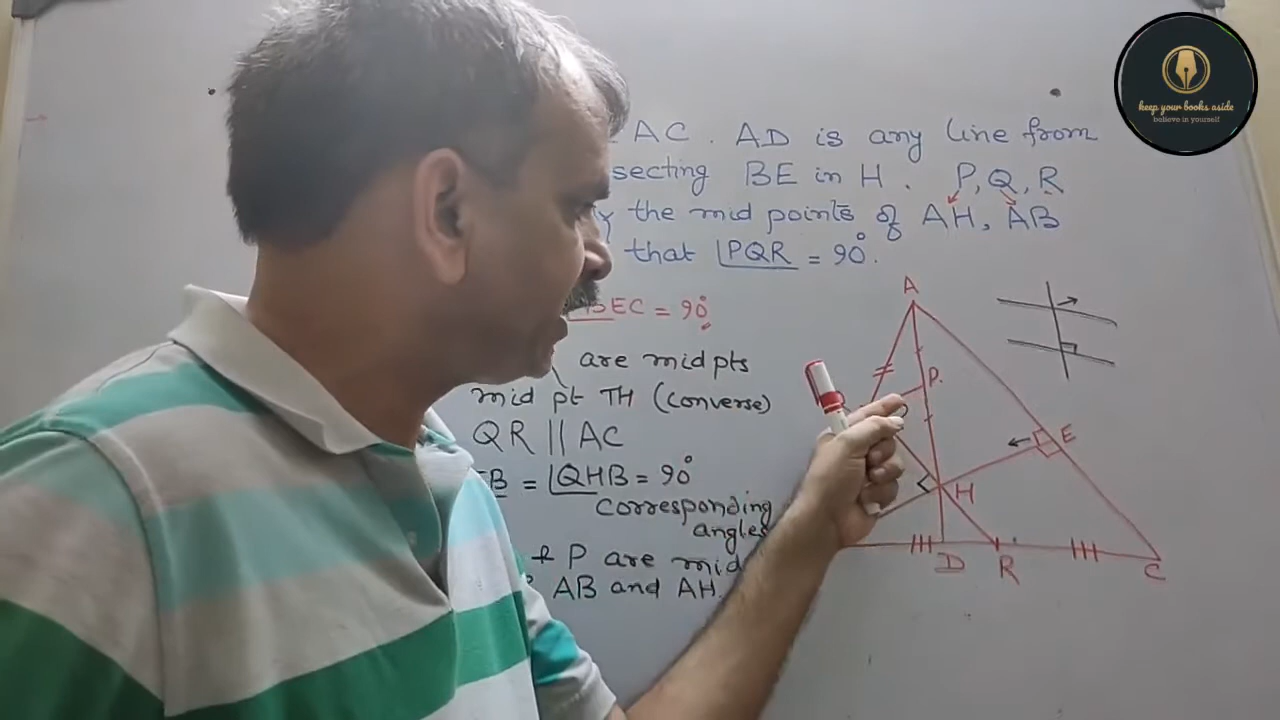 AC. AD is any line from
secting BE in H. P, Q, R
y the mid points of AH, AB
that ∠PQR = 90°.
BEC = 90°
are mid pts
mid pt TH (converse)
QR || AC
EB = ∠QHB = 90°
corresponding
angles
& P are mid
AB and AH.
A
P.
E
H
D
R
C
keep your books aside
believe in yourself